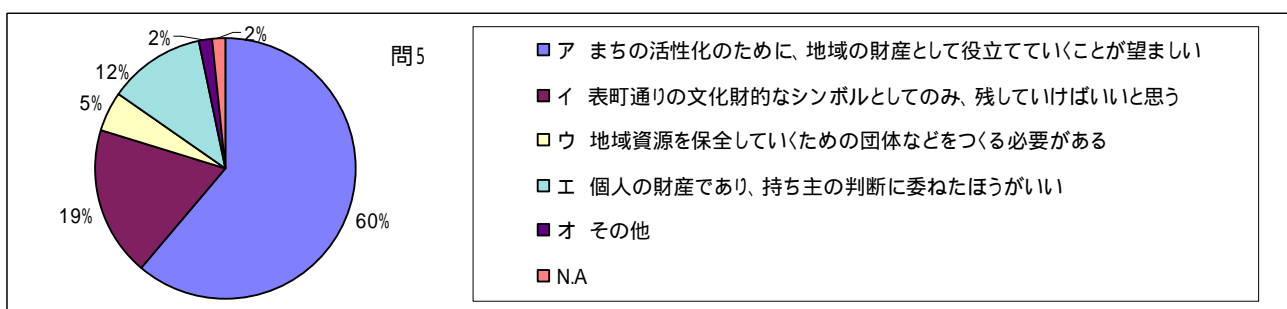 問5
2%
2%
12%
5%
19%
60%
ア まちの活性化のために、地域の財産として役立てていくことが望ましい
イ 表町通りの文化財的なシンボルとしてのみ、残していけばいいと思う
ウ 地域資源を保全していくための団体などをつくる必要がある
エ 個人の財産であり、持ち主の判断に委ねたほうがいい
オ その他
N.A